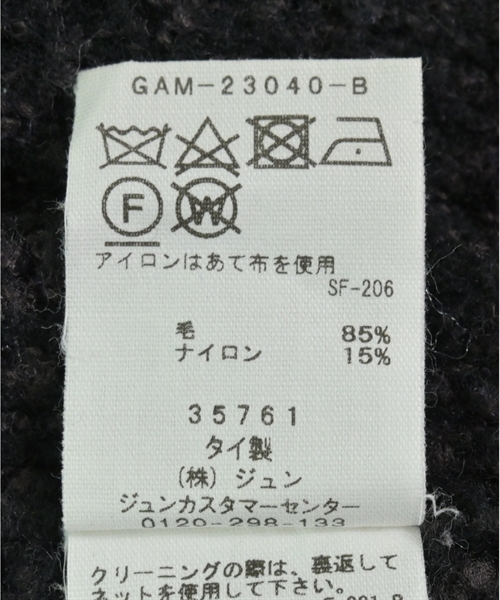 GAM-23040-B
F W
アイロンはあて布を使用
SF-206
毛 85%
ナイロン 15%
35761
タイ製
(株) ジュン
ジュンカスタマーセンター
0120-298-133
クリーニングの際は、裏返して
ネットを使用して下さい。